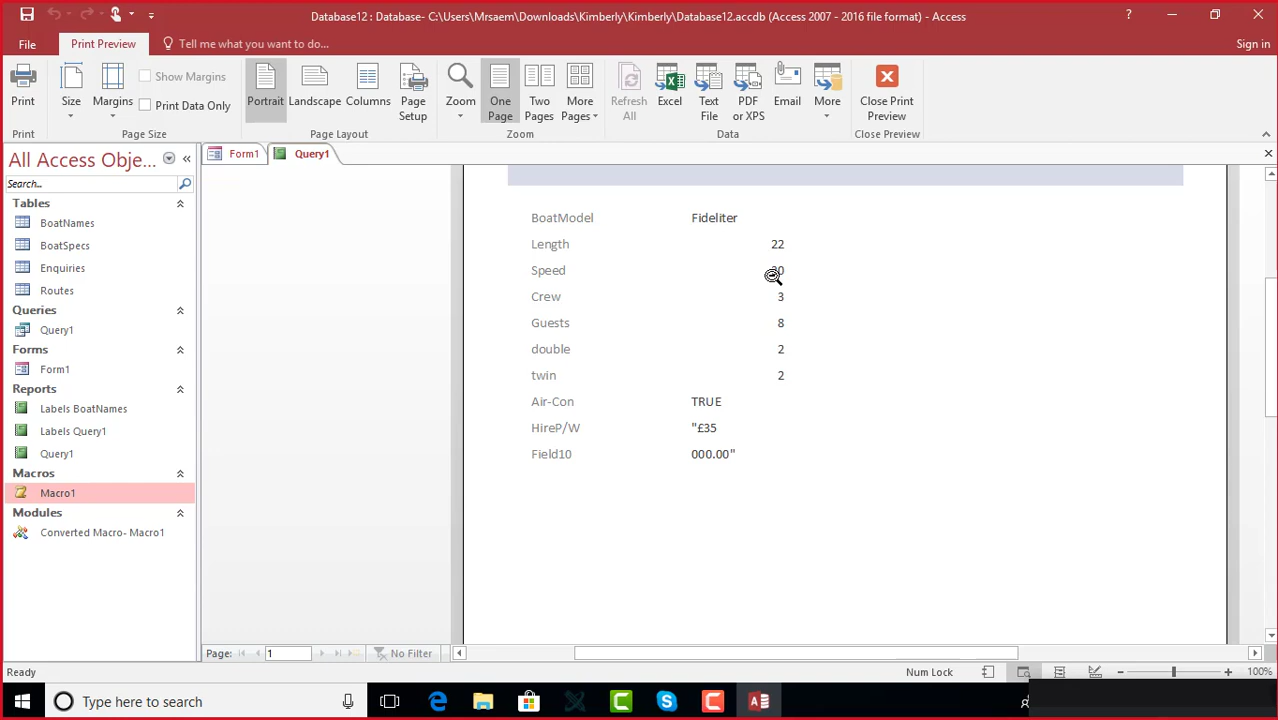 Database12 : Database- C:\Users\Mrsaem\Downloads\Kimberly\Kimberly\Database12.accdb (Access 2007 - 2016 file format) - Access
?
File
Print Preview
Tell me what you want to do...
Sign in
Print
Size
Margins
Show Margins
Print Data Only
Portrait
Landscape
Columns
Page Setup
Zoom
One Page
Two Pages
More Pages
Refresh All
Excel
Text File
PDF or XPS
Email
More
Close Print Preview
Print
Page Size
Page Layout
Zoom
Data
Close Preview
All Access Obje...
Search...
Tables
BoatNames
BoatSpecs
Enquiries
Routes
Queries
Query1
Forms
Form1
Reports
Labels BoatNames
Labels Query1
Query1
Macros
Macro1
Modules
Converted Macro- Macro1
Form1
Query1
BoatModel Fideliter
Length 22
Speed
Crew 3
Guests 8
double 2
twin 2
Air-Con TRUE
HireP/W "£35
Field10 000.00"
Page: 1
No Filter
Ready
Num Lock
100%
Type here to search